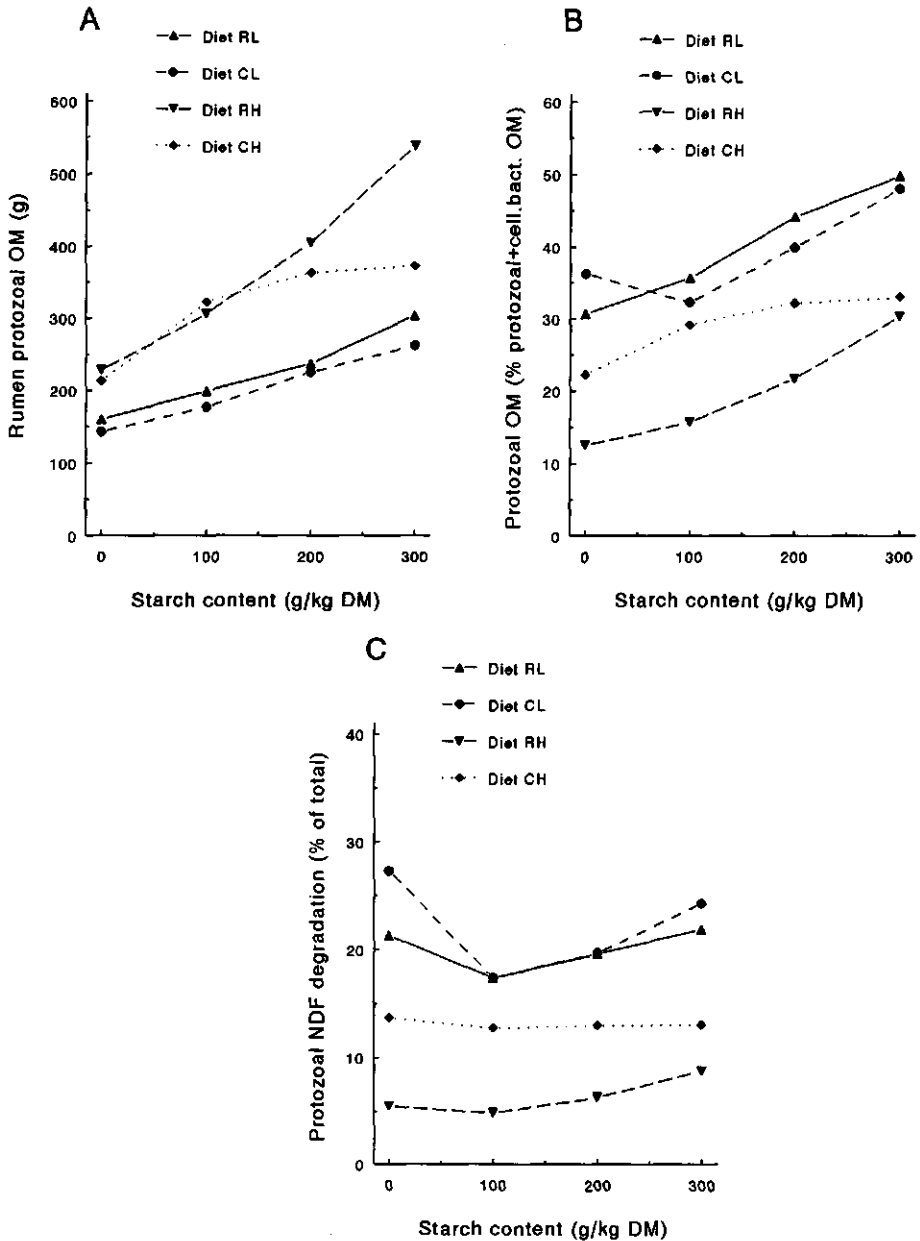 A
Diet RL
Diet CL
Diet RH
Diet CH
600
500
400
300
200
100
0
Rumen protozoal OM (g)
0 100 200 300
Starch content (g/kg DM)
B
Diet RL
Diet CL
Diet RH
Diet CH
60
50
40
30
20
10
0
Protozoal OM (% protozoal+cell.bact. OM)
0 100 200 300
Starch content (g/kg DM)
C
Diet RL
Diet CL
Diet RH
Diet CH
40
30
20
10
0
Protozoal NDF degradation (% of total)
0 100 200 300
Starch content (g/kg DM)